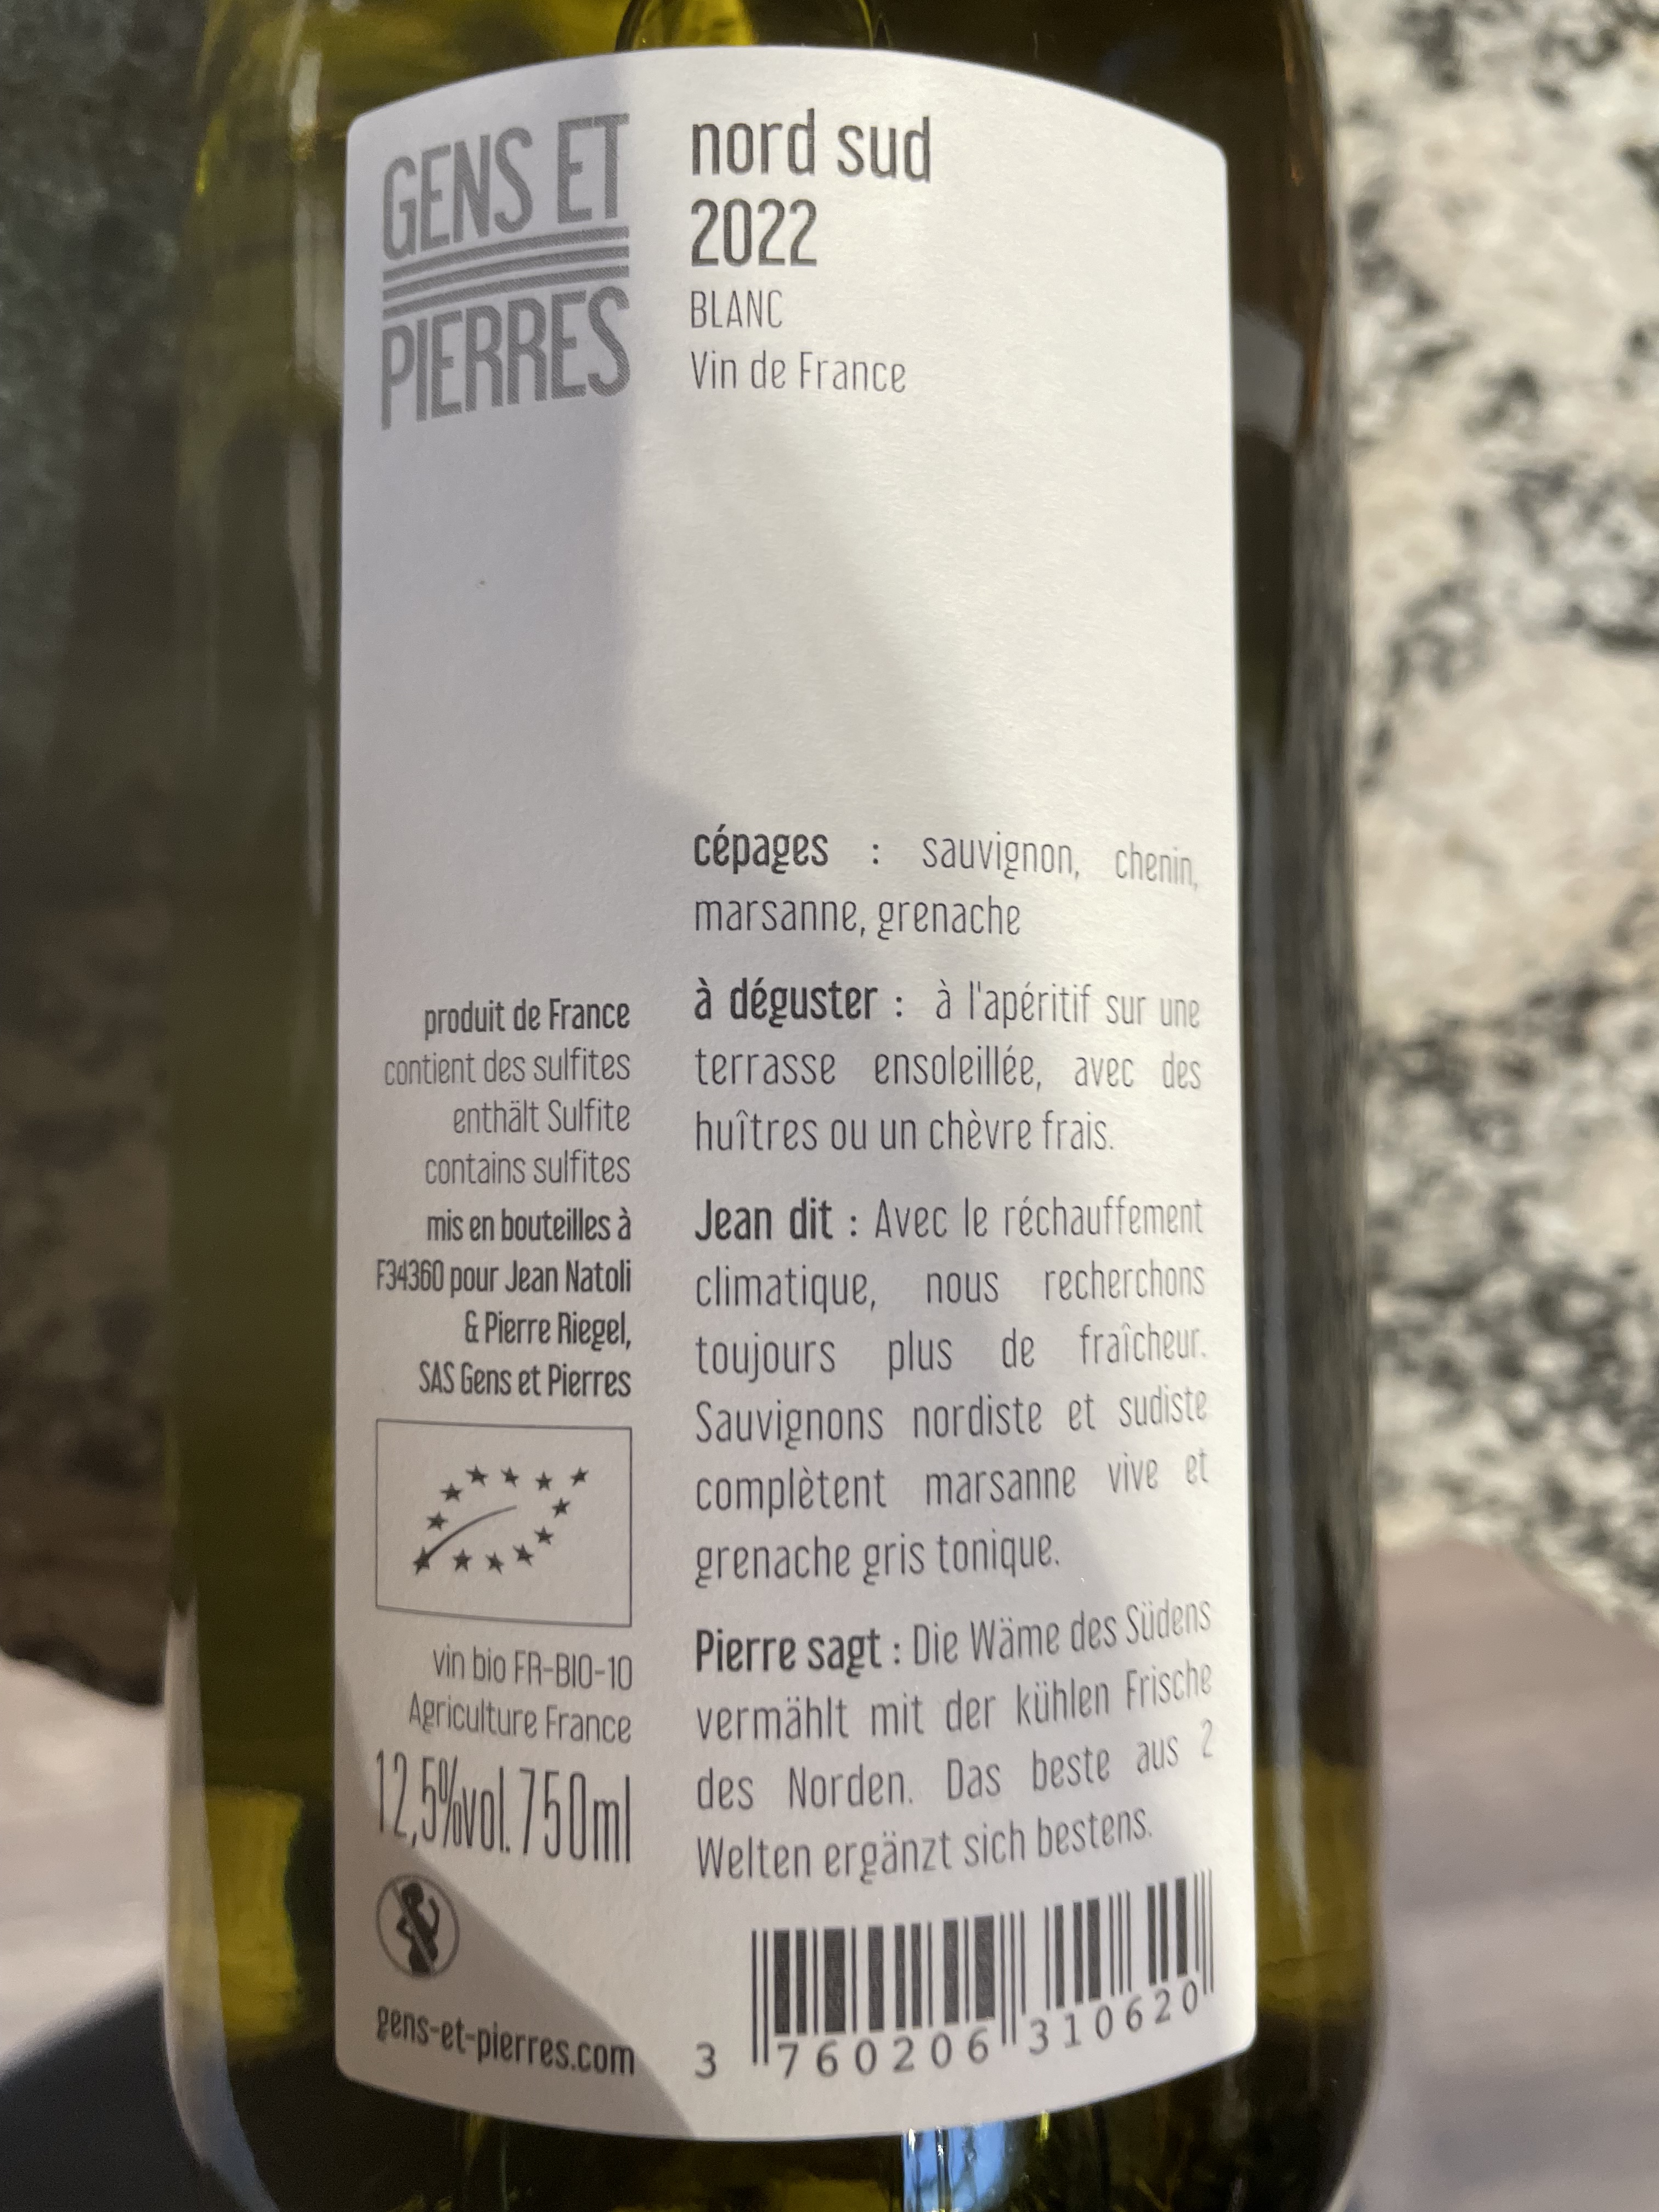 GENS ET
PIERRES
nord sud
2022
BLANC
Vin de France
cépages : sauvignon, chenin,
marsanne, grenache
à déguster : à l'apéritif sur une
terrasse ensoleillée, avec des
huîtres ou un chèvre frais.
Jean dit : Avec le réchauffement
climatique, nous recherchons
toujours plus de fraîcheur.
Sauvignons nordiste et sudiste
complètent marsanne vive et
grenache gris tonique.
Pierre sagt : Die Wäme des Südens
vermählt mit der kühlen Frische
des Norden. Das beste aus 2
Welten ergänzt sich bestens.
produit de France
contient des sulfites
enthält Sulfite
contains sulfites
mis en bouteilles à
F34360 pour Jean Natoli
& Pierre Riegel,
SAS Gens et Pierres
vin bio FR-BIO-10
Agriculture France
12,5%vol. 750ml
gens-et-pierres.com
3 760206 310620